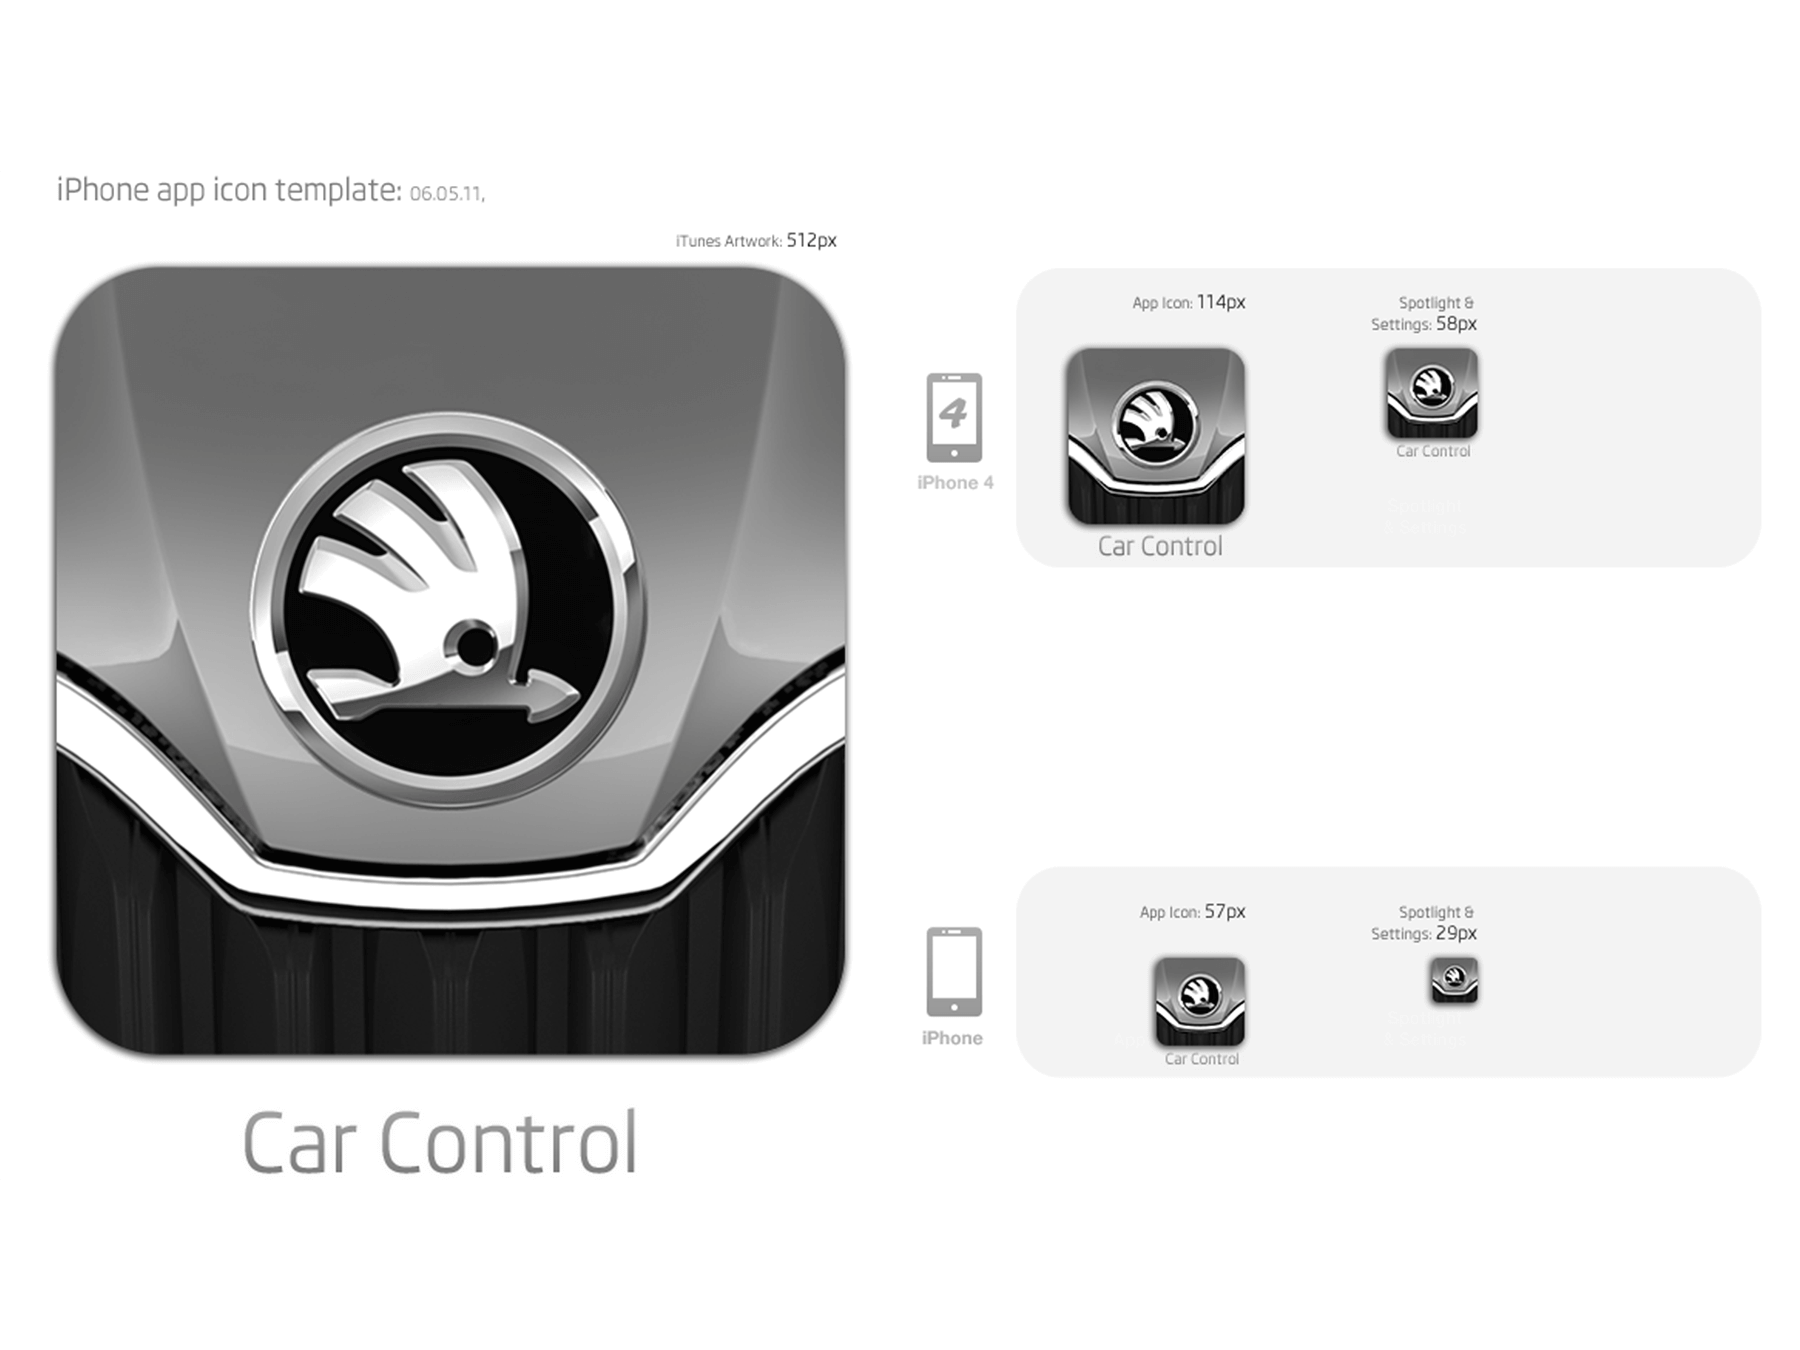 iPhone app icon template: 06.05.11,
iTunes Artwork: 512px
Car Control
4
iPhone 4
App Icon: 114px
Car Control
Spotlight &
Settings: 58px
Car Control
iPhone
App Icon: 57px
Car Control
Spotlight &
Settings: 29px